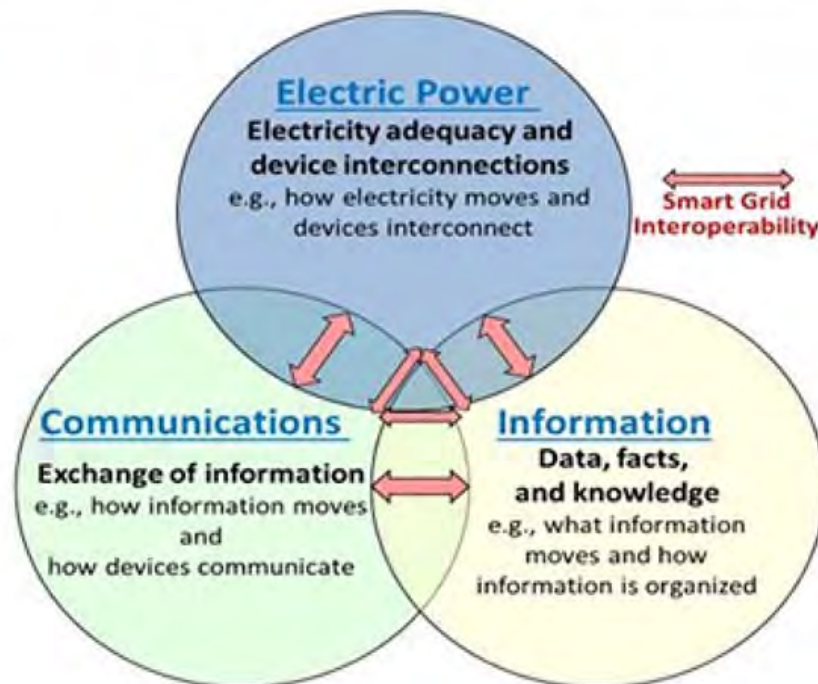 Electric Power
Electricity adequacy and
device interconnections
e.g., how electricity moves and
devices interconnect
Smart Grid
Interoperability
Communications
Exchange of information
e.g., how information moves
and
how devices communicate
Information
Data, facts,
and knowledge
e.g., what information
moves and how
information is organized